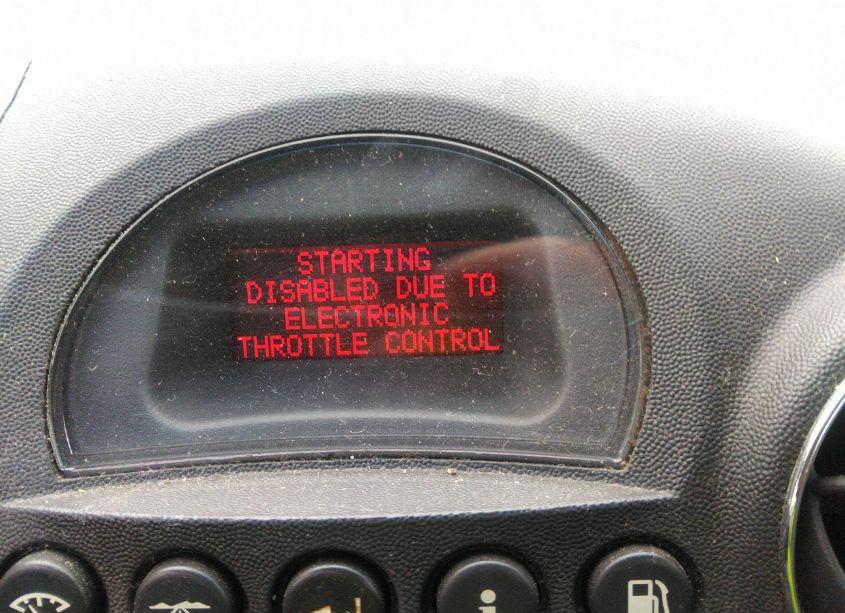 STARTING
DISABLED DUE TO
ELECTRONIC
THROTTLE CONTROL
i